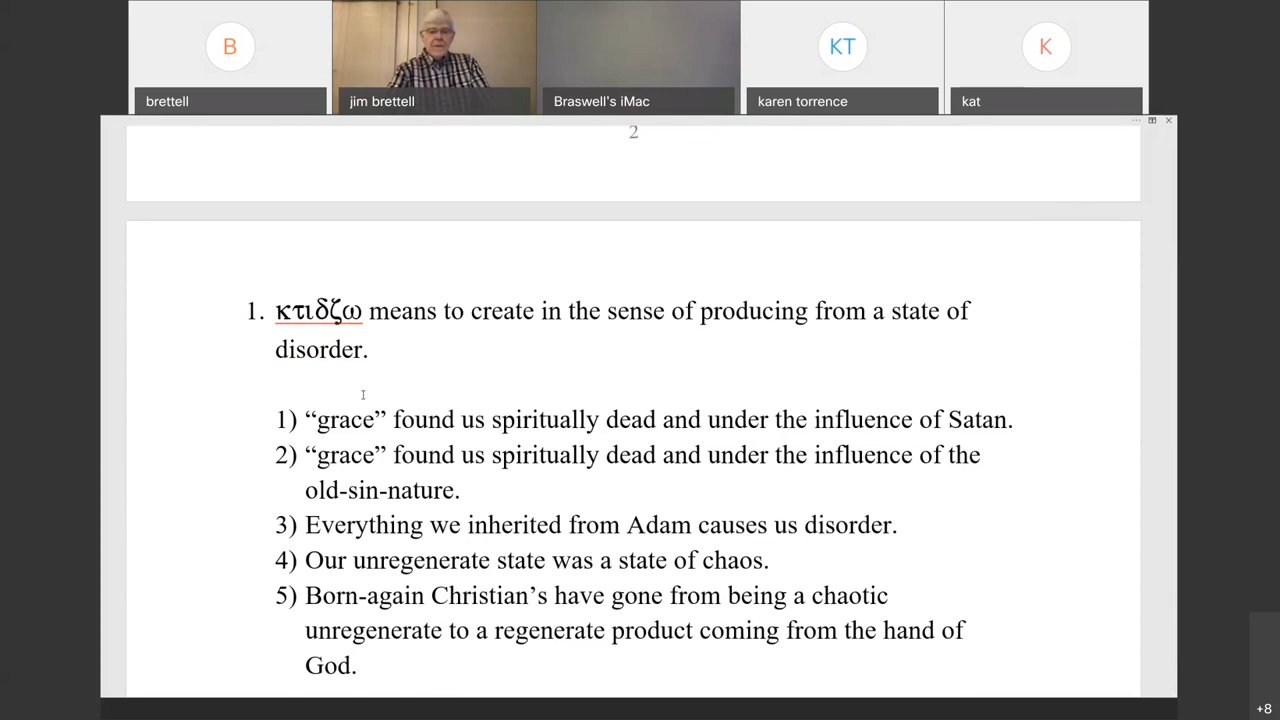 B
KT
K
brettell
jim brettell
Braswell's iMac
karen torrence
kat
2
1. κτιδζω means to create in the sense of producing from a state of
disorder.
1) “grace” found us spiritually dead and under the influence of Satan.
2) “grace” found us spiritually dead and under the influence of the
old-sin-nature.
3) Everything we inherited from Adam causes us disorder.
4) Our unregenerate state was a state of chaos.
5) Born-again Christian’s have gone from being a chaotic
unregenerate to a regenerate product coming from the hand of
God.
+8